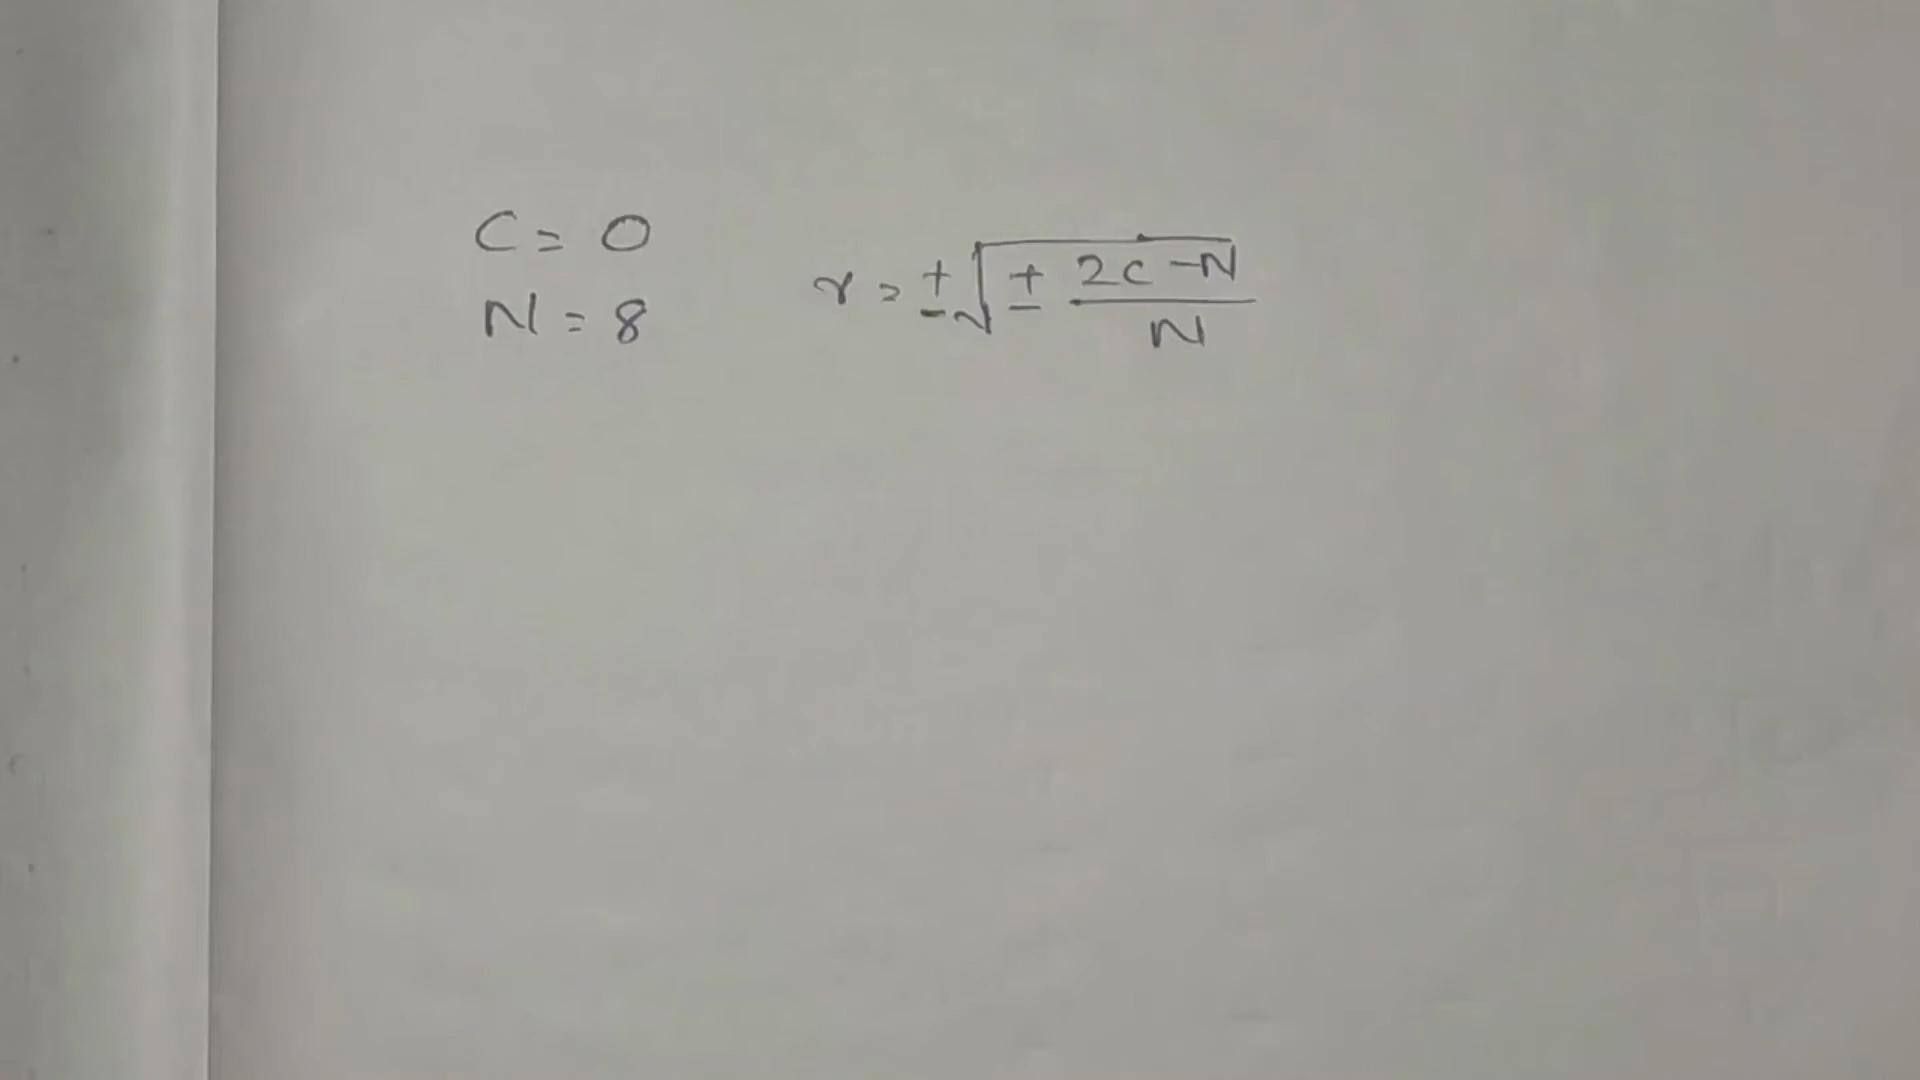 C = 0
N = 8
r = ± √(± (2C - N) / N)